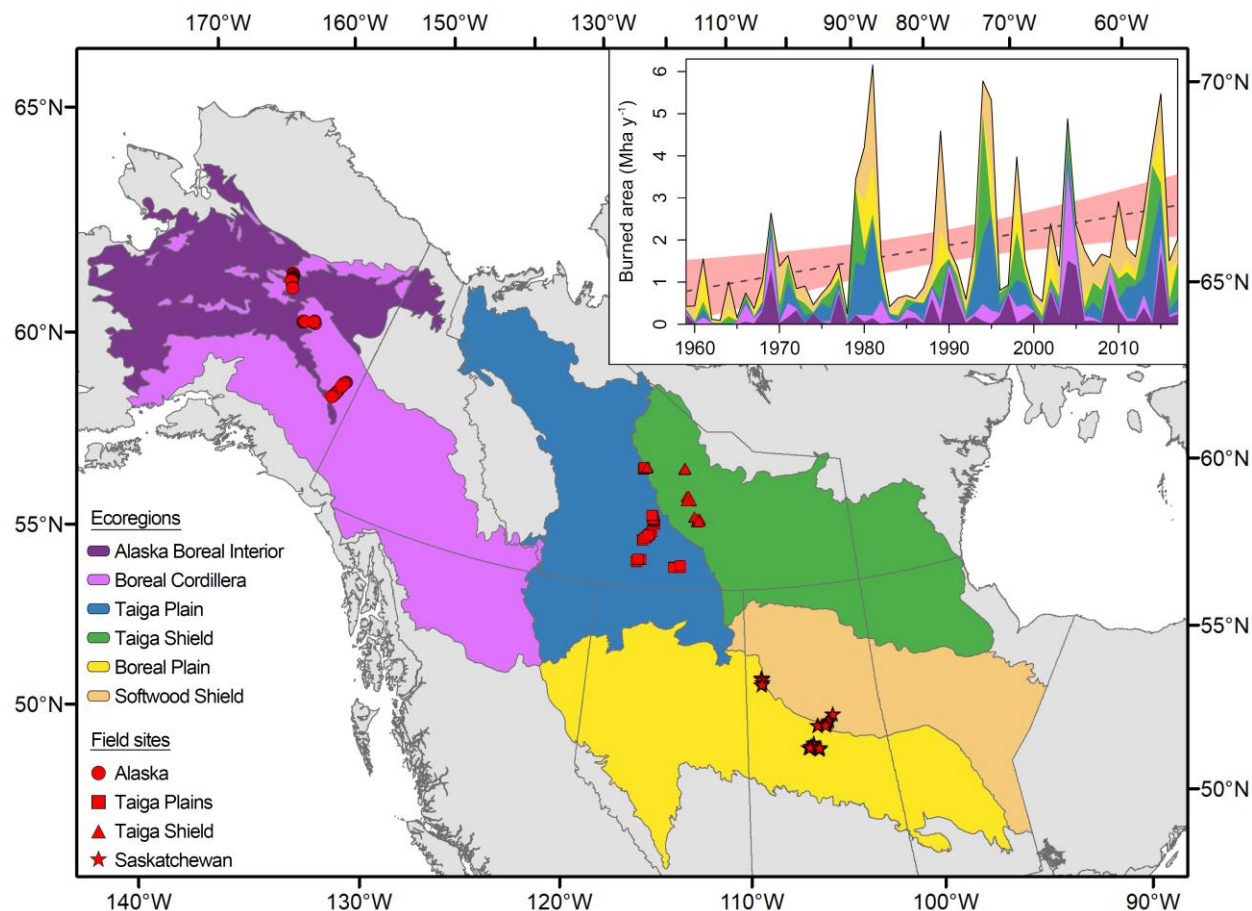 170°W 160°W 150°W 130°W 110°W 90°W 80°W 70°W 60°W
65°N
60°N
55°N
50°N
70°N
65°N
60°N
55°N
50°N
Burned area (Mha y⁻¹)
6
5
4
3
2
1
0
1960 1970 1980 1990 2000 2010
Ecoregions
Alaska Boreal Interior
Boreal Cordillera
Taiga Plain
Taiga Shield
Boreal Plain
Softwood Shield
Field sites
Alaska
Taiga Plains
Taiga Shield
Saskatchewan
140°W 130°W 120°W 110°W 100°W 90°W